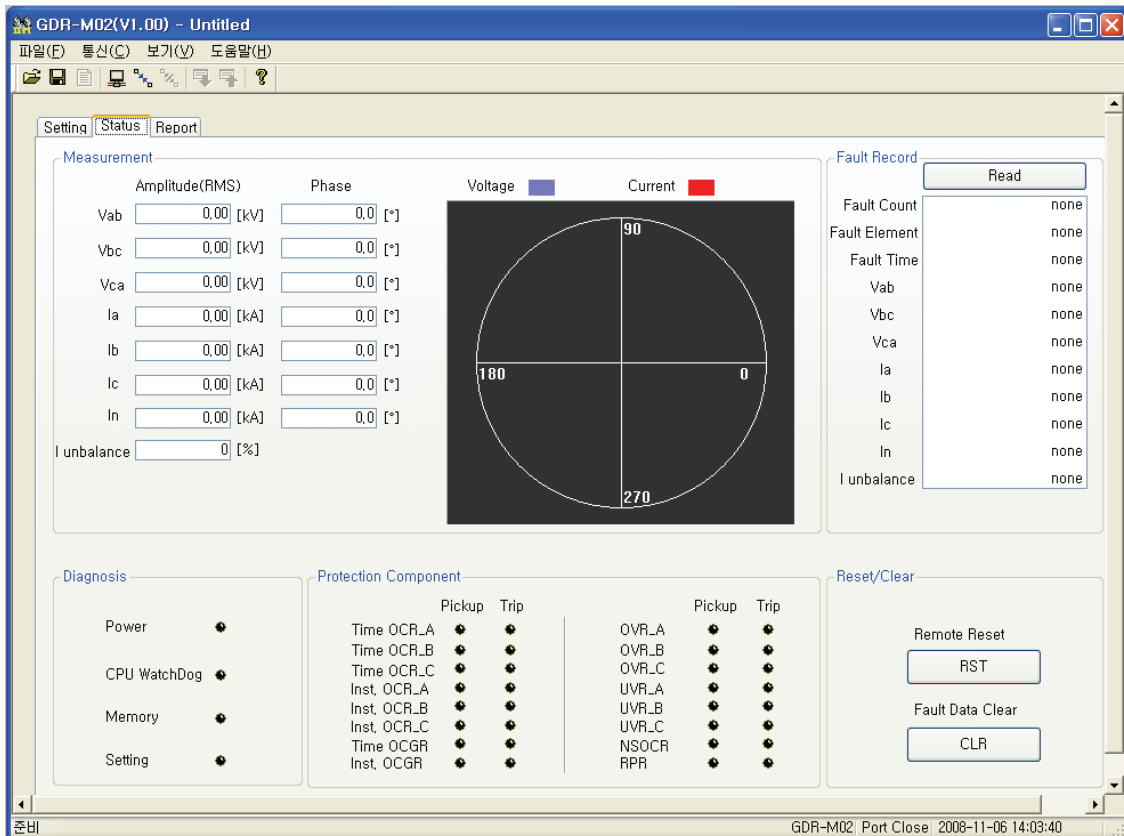 GDR-M02(V1.00) - Untitled
파일(F) 통신(C) 보기(V) 도움말(H)
Setting Status Report
Measurement
Amplitude(RMS) Phase
Vab 0,00 [kV] 0,0 [°]
Vbc 0,00 [kV] 0,0 [°]
Vca 0,00 [kV] 0,0 [°]
Ia 0,00 [kA] 0,0 [°]
Ib 0,00 [kA] 0,0 [°]
Ic 0,00 [kA] 0,0 [°]
In 0,00 [kA] 0,0 [°]
I unbalance 0 [%]
Voltage Current
90
180 0
270
Fault Record
Read
Fault Count none
Fault Element none
Fault Time none
Vab none
Vbc none
Vca none
Ia none
Ib none
Ic none
In none
I unbalance none
Diagnosis
Power
CPU WatchDog
Memory
Setting
Protection Component
Pickup Trip
Time OCR_A
Time OCR_B
Time OCR_C
Inst, OCR_A
Inst, OCR_B
Inst, OCR_C
Time OCGR
Inst, OCGR
Pickup Trip
OVR_A
OVR_B
OVR_C
UVR_A
UVR_B
UVR_C
NSOCR
RPR
Reset/Clear
Remote Reset
RST
Fault Data Clear
CLR
준비 GDR-M02 Port Close 2008-11-06 14:03:40